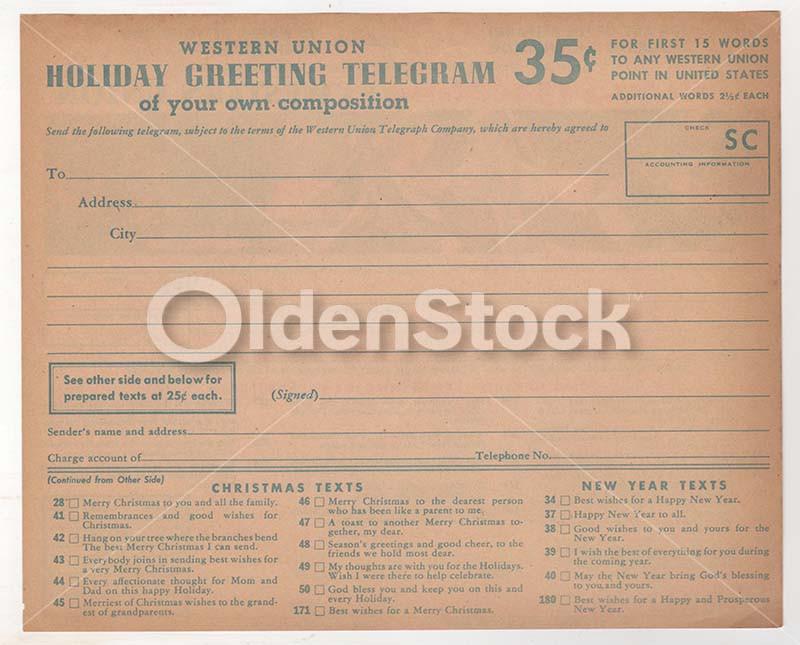 WESTERN UNION
HOLIDAY GREETING TELEGRAM
of your own composition
35¢
FOR FIRST 15 WORDS
TO ANY WESTERN UNION
POINT IN UNITED STATES
ADDITIONAL WORDS 2½¢ EACH
Send the following telegram, subject to the terms of the Western Union Telegraph Company, which are hereby agreed to
CHECK
SC
ACCOUNTING INFORMATION
To
Address
City
OldenStock
See other side and below for
prepared texts at 25¢ each.
(Signed)
Sender's name and address
Charge account of
Telephone No.
(Continued from Other Side)
CHRISTMAS TEXTS
28 Merry Christmas to you and all the family.
41 Remembrances and good wishes for
Christmas.
42 Hang on your tree where the branches bend
The best Merry Christmas I can send.
43 Everybody joins in sending best wishes for
a very Merry Christmas.
44 Every affectionate thought for Mom and
Dad on this happy Holiday.
45 Merriest of Christmas wishes to the grand-
est of grandparents.
46 Merry Christmas to the dearest person
who has been like a parent to me.
47 A toast to another Merry Christmas to-
gether, my dear.
48 Season's greetings and good cheer, to the
friends we hold most dear.
49 My thoughts are with you for the Holidays.
Wish I were there to help celebrate.
50 God bless you and keep you on this and
every Holiday.
171 Best wishes for a Merry Christmas.
NEW YEAR TEXTS
34 Best wishes for a Happy New Year.
37 Happy New Year to all.
38 Good wishes to you and yours for the
New Year.
39 I wish the best of everything for you during
the coming year.
40 May the New Year bring God's blessing
to you and yours.
180 Best wishes for a Happy and Prosperous
New Year.